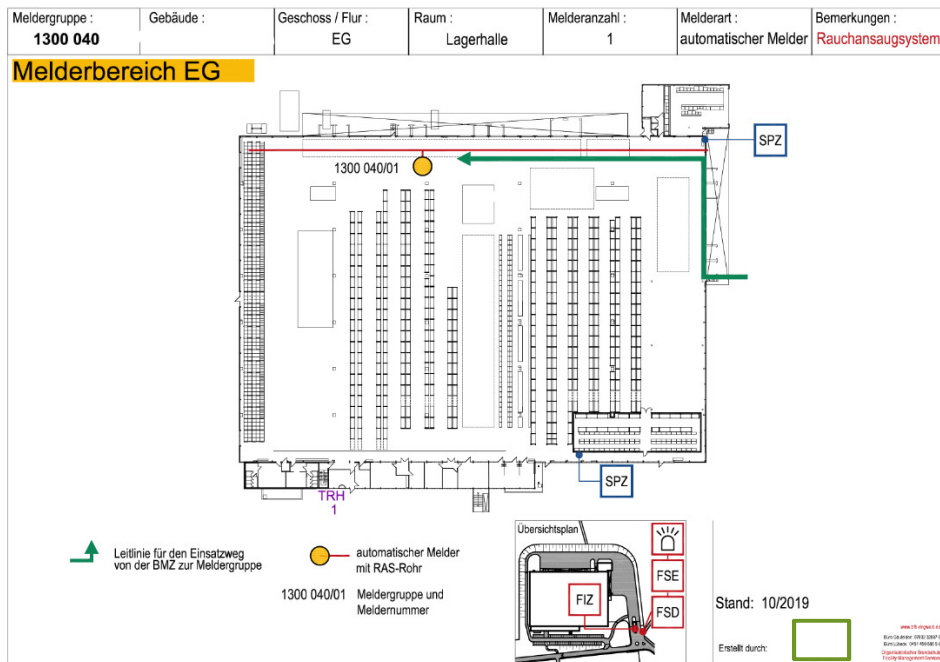 Meldergruppe : Gebäude : Geschoss / Flur : Raum : Melderanzahl : Melderart : Bemerkungen :
1300 040 EG Lagerhalle 1 automatischer Melder Rauchansaugsystem
Melderbereich EG
SPZ
1300 040/01
SPZ
TRH
1
Leitlinie für den Einsatzweg
von der BMZ zur Meldergruppe
automatischer Melder
mit RAS-Rohr
1300 040/01 Meldergruppe und
Meldernummer
Übersichtsplan
FSE
FIZ
FSD
Stand: 10/2019
Erstellt durch: